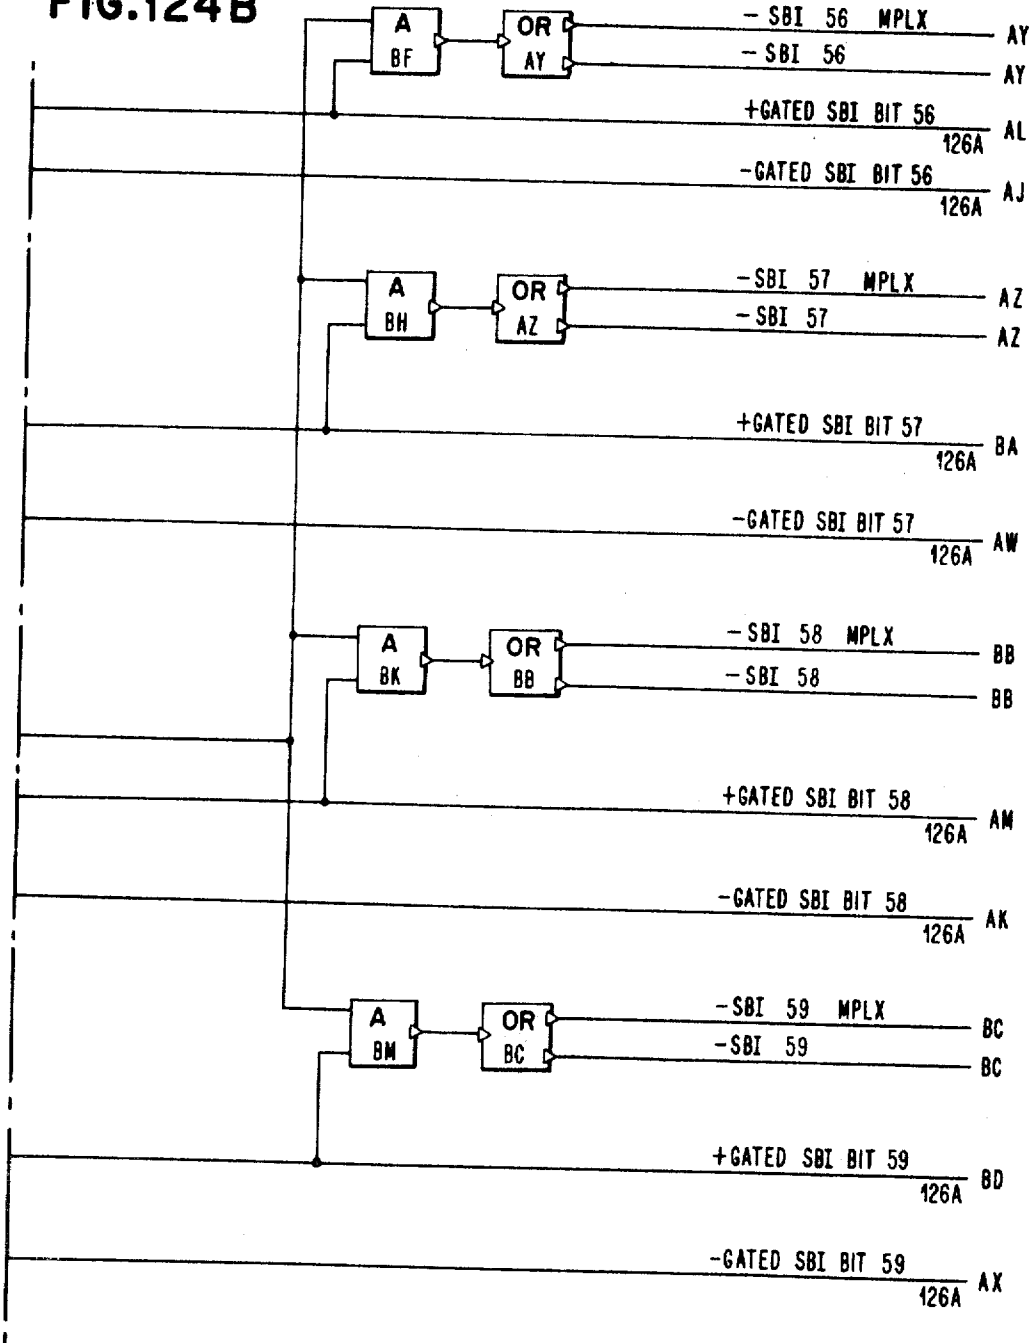 FIG.124B
A
BF
OR
AY
- SBI 56 MPLX AY
- SBI 56 AY
+GATED SBI BIT 56 AL
126A
-GATED SBI BIT 56 AJ
126A
A
BH
OR
AZ
-SBI 57 MPLX AZ
-SBI 57 AZ
+GATED SBI BIT 57 BA
126A
-GATED SBI BIT 57 AW
126A
A
BK
OR
BB
-SBI 58 MPLX BB
-SBI 58 BB
+GATED SBI BIT 58 AM
126A
-GATED SBI BIT 58 AK
126A
A
BM
OR
BC
-SBI 59 MPLX BC
-SBI 59 BC
+GATED SBI BIT 59 BD
126A
-GATED SBI BIT 59 AX
126A